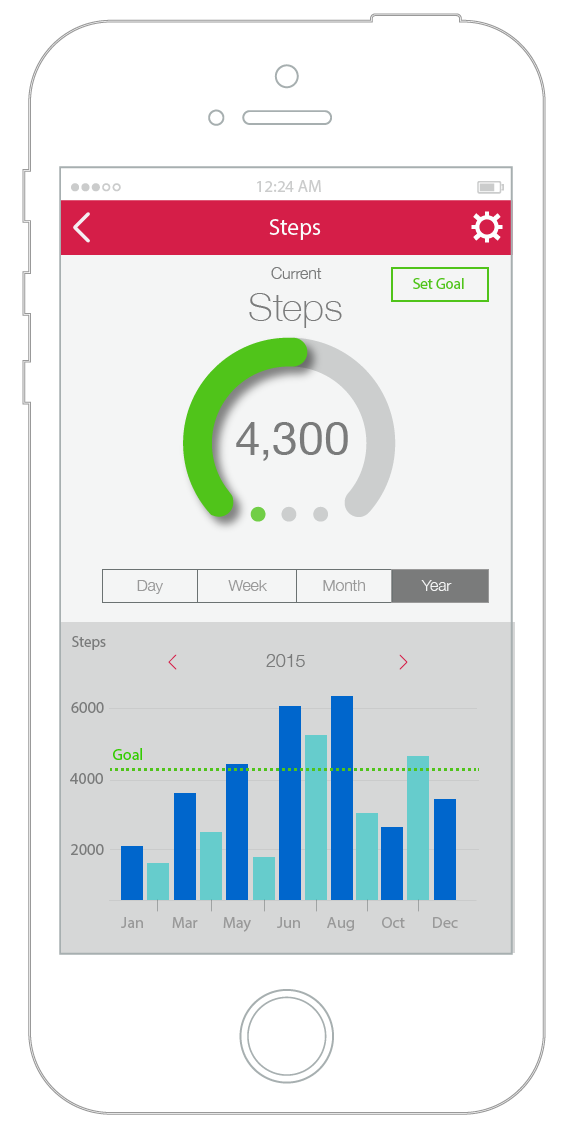 12:24 AM
Steps
Current
Set Goal
Steps
4,300
Day Week Month Year
Steps
2015
6000
Goal
4000
2000
Jan Mar May Jun Aug Oct Dec